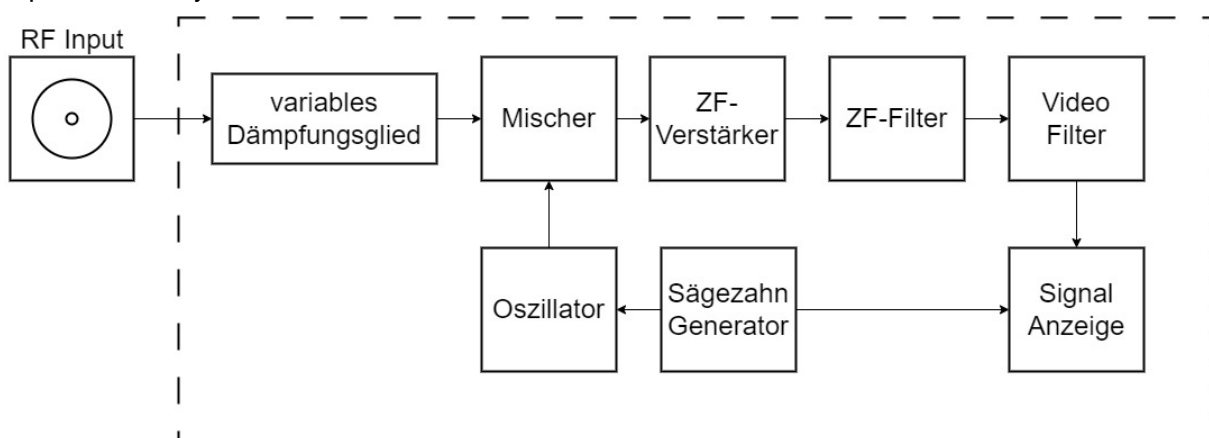 RF Input
variables
Dämpfungsglied
Mischer
ZF-
Verstärker
ZF-Filter
Video
Filter
Oszillator
Sägezahn
Generator
Signal
Anzeige